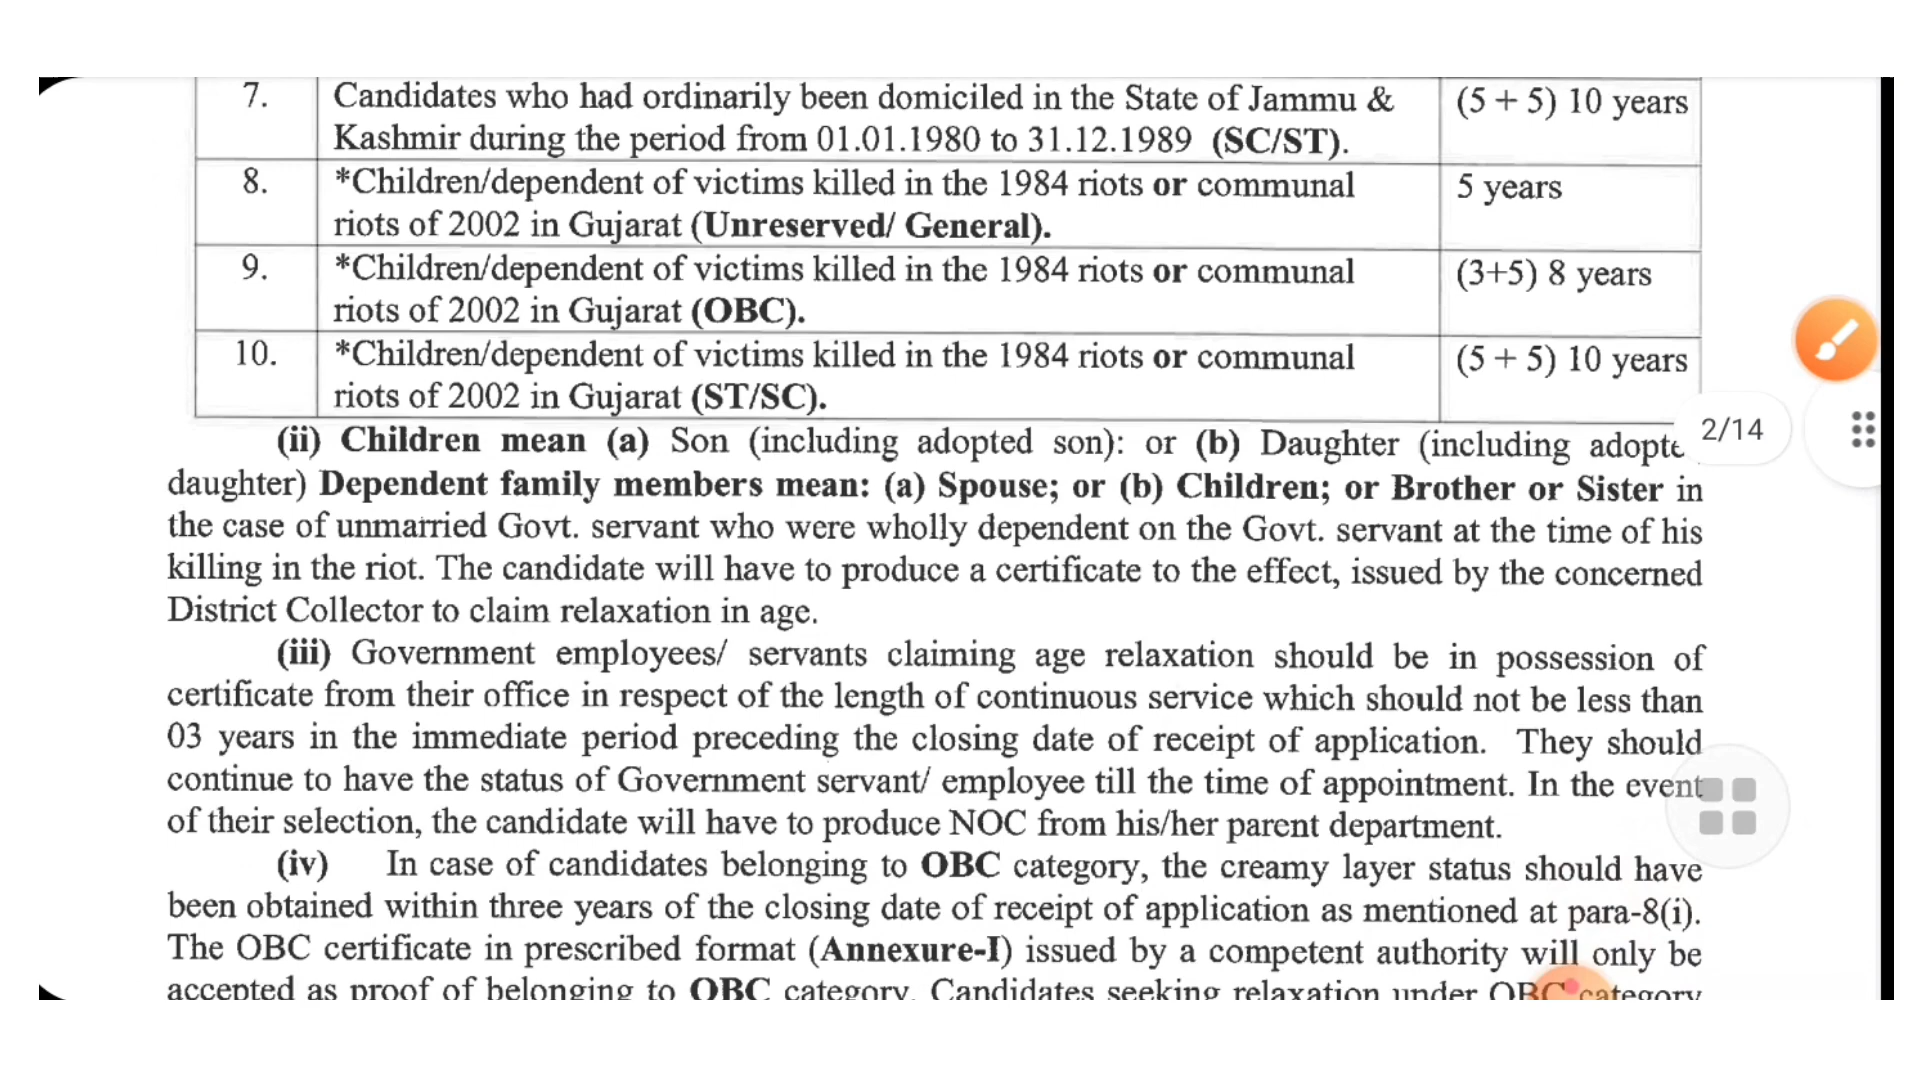 7. Candidates who had ordinarily been domiciled in the State of Jammu & (5 + 5) 10 years
Kashmir during the period from 01.01.1980 to 31.12.1989 (SC/ST).
8. *Children/dependent of victims killed in the 1984 riots or communal 5 years
riots of 2002 in Gujarat (Unreserved/ General).
9. *Children/dependent of victims killed in the 1984 riots or communal (3+5) 8 years
riots of 2002 in Gujarat (OBC).
10. *Children/dependent of victims killed in the 1984 riots or communal (5 + 5) 10 years
riots of 2002 in Gujarat (ST/SC).
2/14
(ii) Children mean (a) Son (including adopted son): or (b) Daughter (including adopte
daughter) Dependent family members mean: (a) Spouse; or (b) Children; or Brother or Sister in
the case of unmarried Govt. servant who were wholly dependent on the Govt. servant at the time of his
killing in the riot. The candidate will have to produce a certificate to the effect, issued by the concerned
District Collector to claim relaxation in age.
(iii) Government employees/ servants claiming age relaxation should be in possession of
certificate from their office in respect of the length of continuous service which should not be less than
03 years in the immediate period preceding the closing date of receipt of application. They should
continue to have the status of Government servant/ employee till the time of appointment. In the event
of their selection, the candidate will have to produce NOC from his/her parent department.
(iv) In case of candidates belonging to OBC category, the creamy layer status should have
been obtained within three years of the closing date of receipt of application as mentioned at para-8(i).
The OBC certificate in prescribed format (Annexure-I) issued by a competent authority will only be
accepted as proof of belonging to OBC category. Candidates seeking relaxation under OBC category